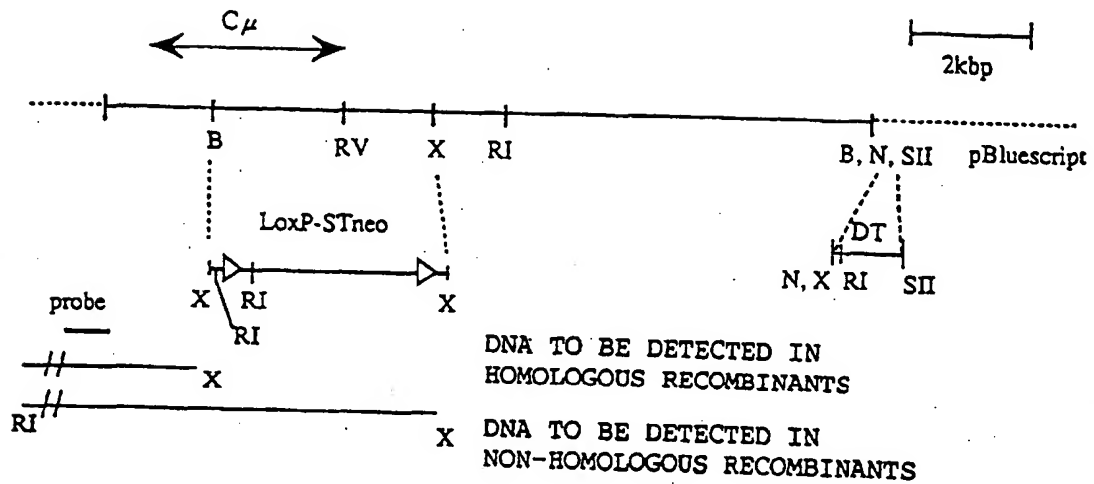 Cμ
2kbp
B RV X RI B, N, SII pBluescript
LoxP-STneo
DT
X RI X
N, X RI SII
probe
RI
DNA TO BE DETECTED IN
HOMOLOGOUS RECOMBINANTS
X
RI
X
DNA TO BE DETECTED IN
NON-HOMOLOGOUS RECOMBINANTS